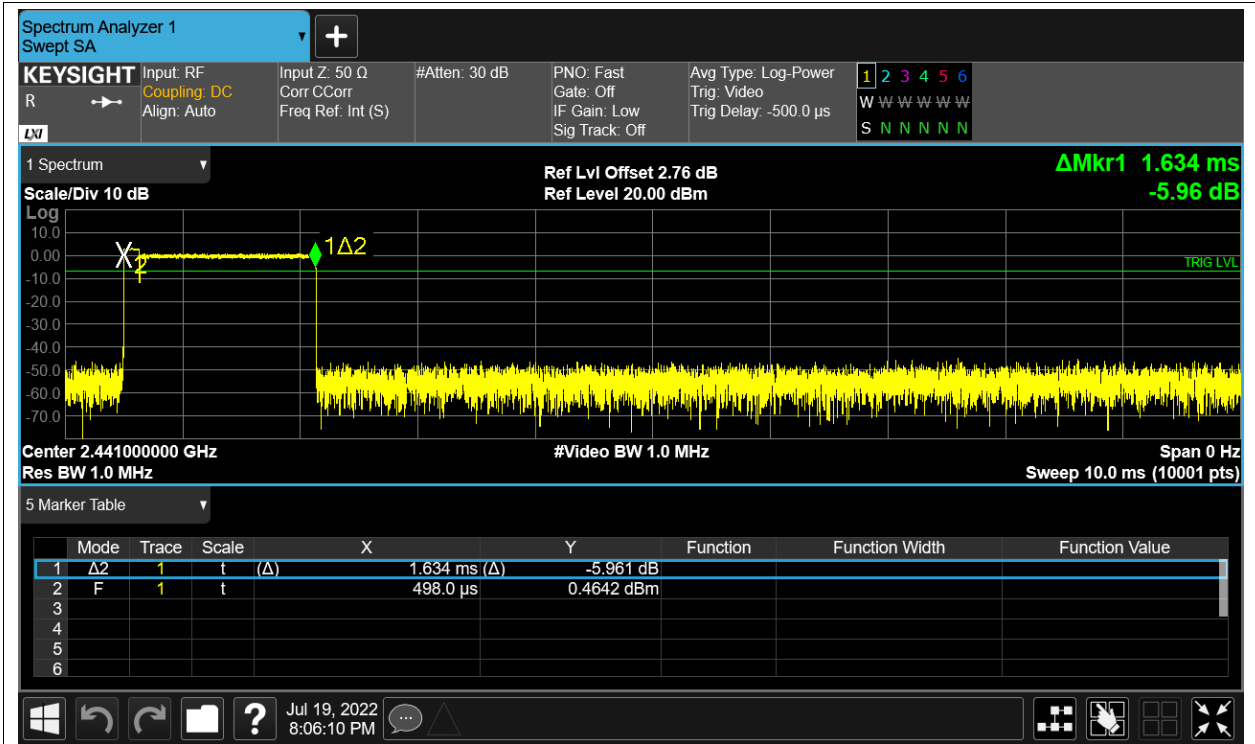 Spectrum Analyzer 1
Swept SA
KEYSIGHT Input: RF Input Z: 50 Ω #Atten: 30 dB PNO: Fast Avg Type: Log-Power 1 2 3 4 5 6
R Coupling: DC Corr CCorr Gate: Off Trig: Video W W W W W W
Align: Auto Freq Ref: Int (S) IF Gain: Low Trig Delay: -500.0 µs
LXI Sig Track: Off S N N N N N
1 Spectrum Ref Lvl Offset 2.76 dB ΔMkr1 1.634 ms
Scale/Div 10 dB Ref Level 20.00 dBm -5.96 dB
Log
10.0
0.00
-10.0
-20.0
-30.0
-40.0
-50.0
-60.0
-70.0
X 2 1Δ2
TRIG LVL
Center 2.441000000 GHz #Video BW 1.0 MHz Span 0 Hz
Res BW 1.0 MHz Sweep 10.0 ms (10001 pts)
5 Marker Table
Mode Trace Scale X Y Function Function Width Function Value
1 Δ2 1 t (Δ) 1.634 ms (Δ) -5.961 dB
2 F 1 t 498.0 µs 0.4642 dBm
3
4
5
6
? Jul 19, 2022
8:06:10 PM